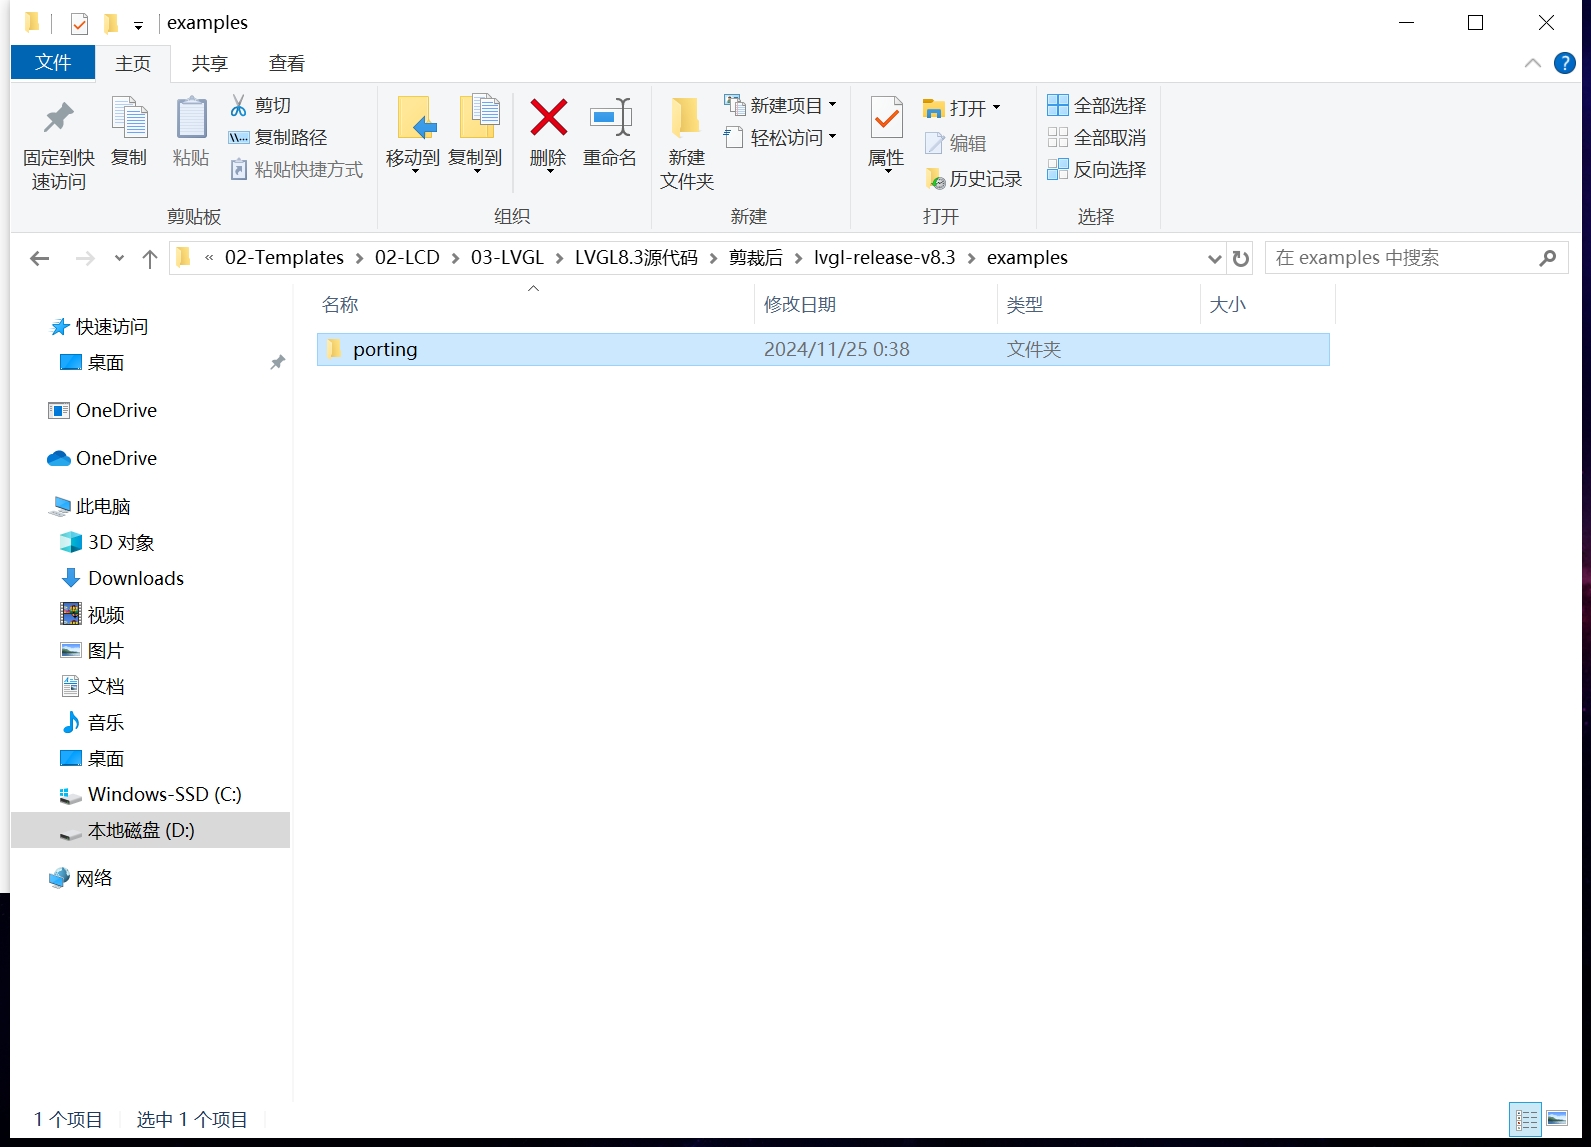 examples
文件 主页 共享 查看
固定到快速访问
复制
粘贴
剪切
复制路径
粘贴快捷方式
剪贴板
移动到
复制到
删除
重命名
组织
新建文件夹
新建项目
轻松访问
新建
属性
打开
编辑
历史记录
打开
全部选择
全部取消
反向选择
选择
« 02-Templates > 02-LCD > 03-LVGL > LVGL8.3源代码 > 剪裁后 > lvgl-release-v8.3 > examples
在 examples 中搜索
名称 修改日期 类型 大小
porting 2024/11/25 0:38 文件夹
快速访问
桌面
OneDrive
OneDrive
此电脑
3D 对象
Downloads
视频
图片
文档
音乐
桌面
Windows-SSD (C:)
本地磁盘 (D:)
网络
1 个项目 选中 1 个项目